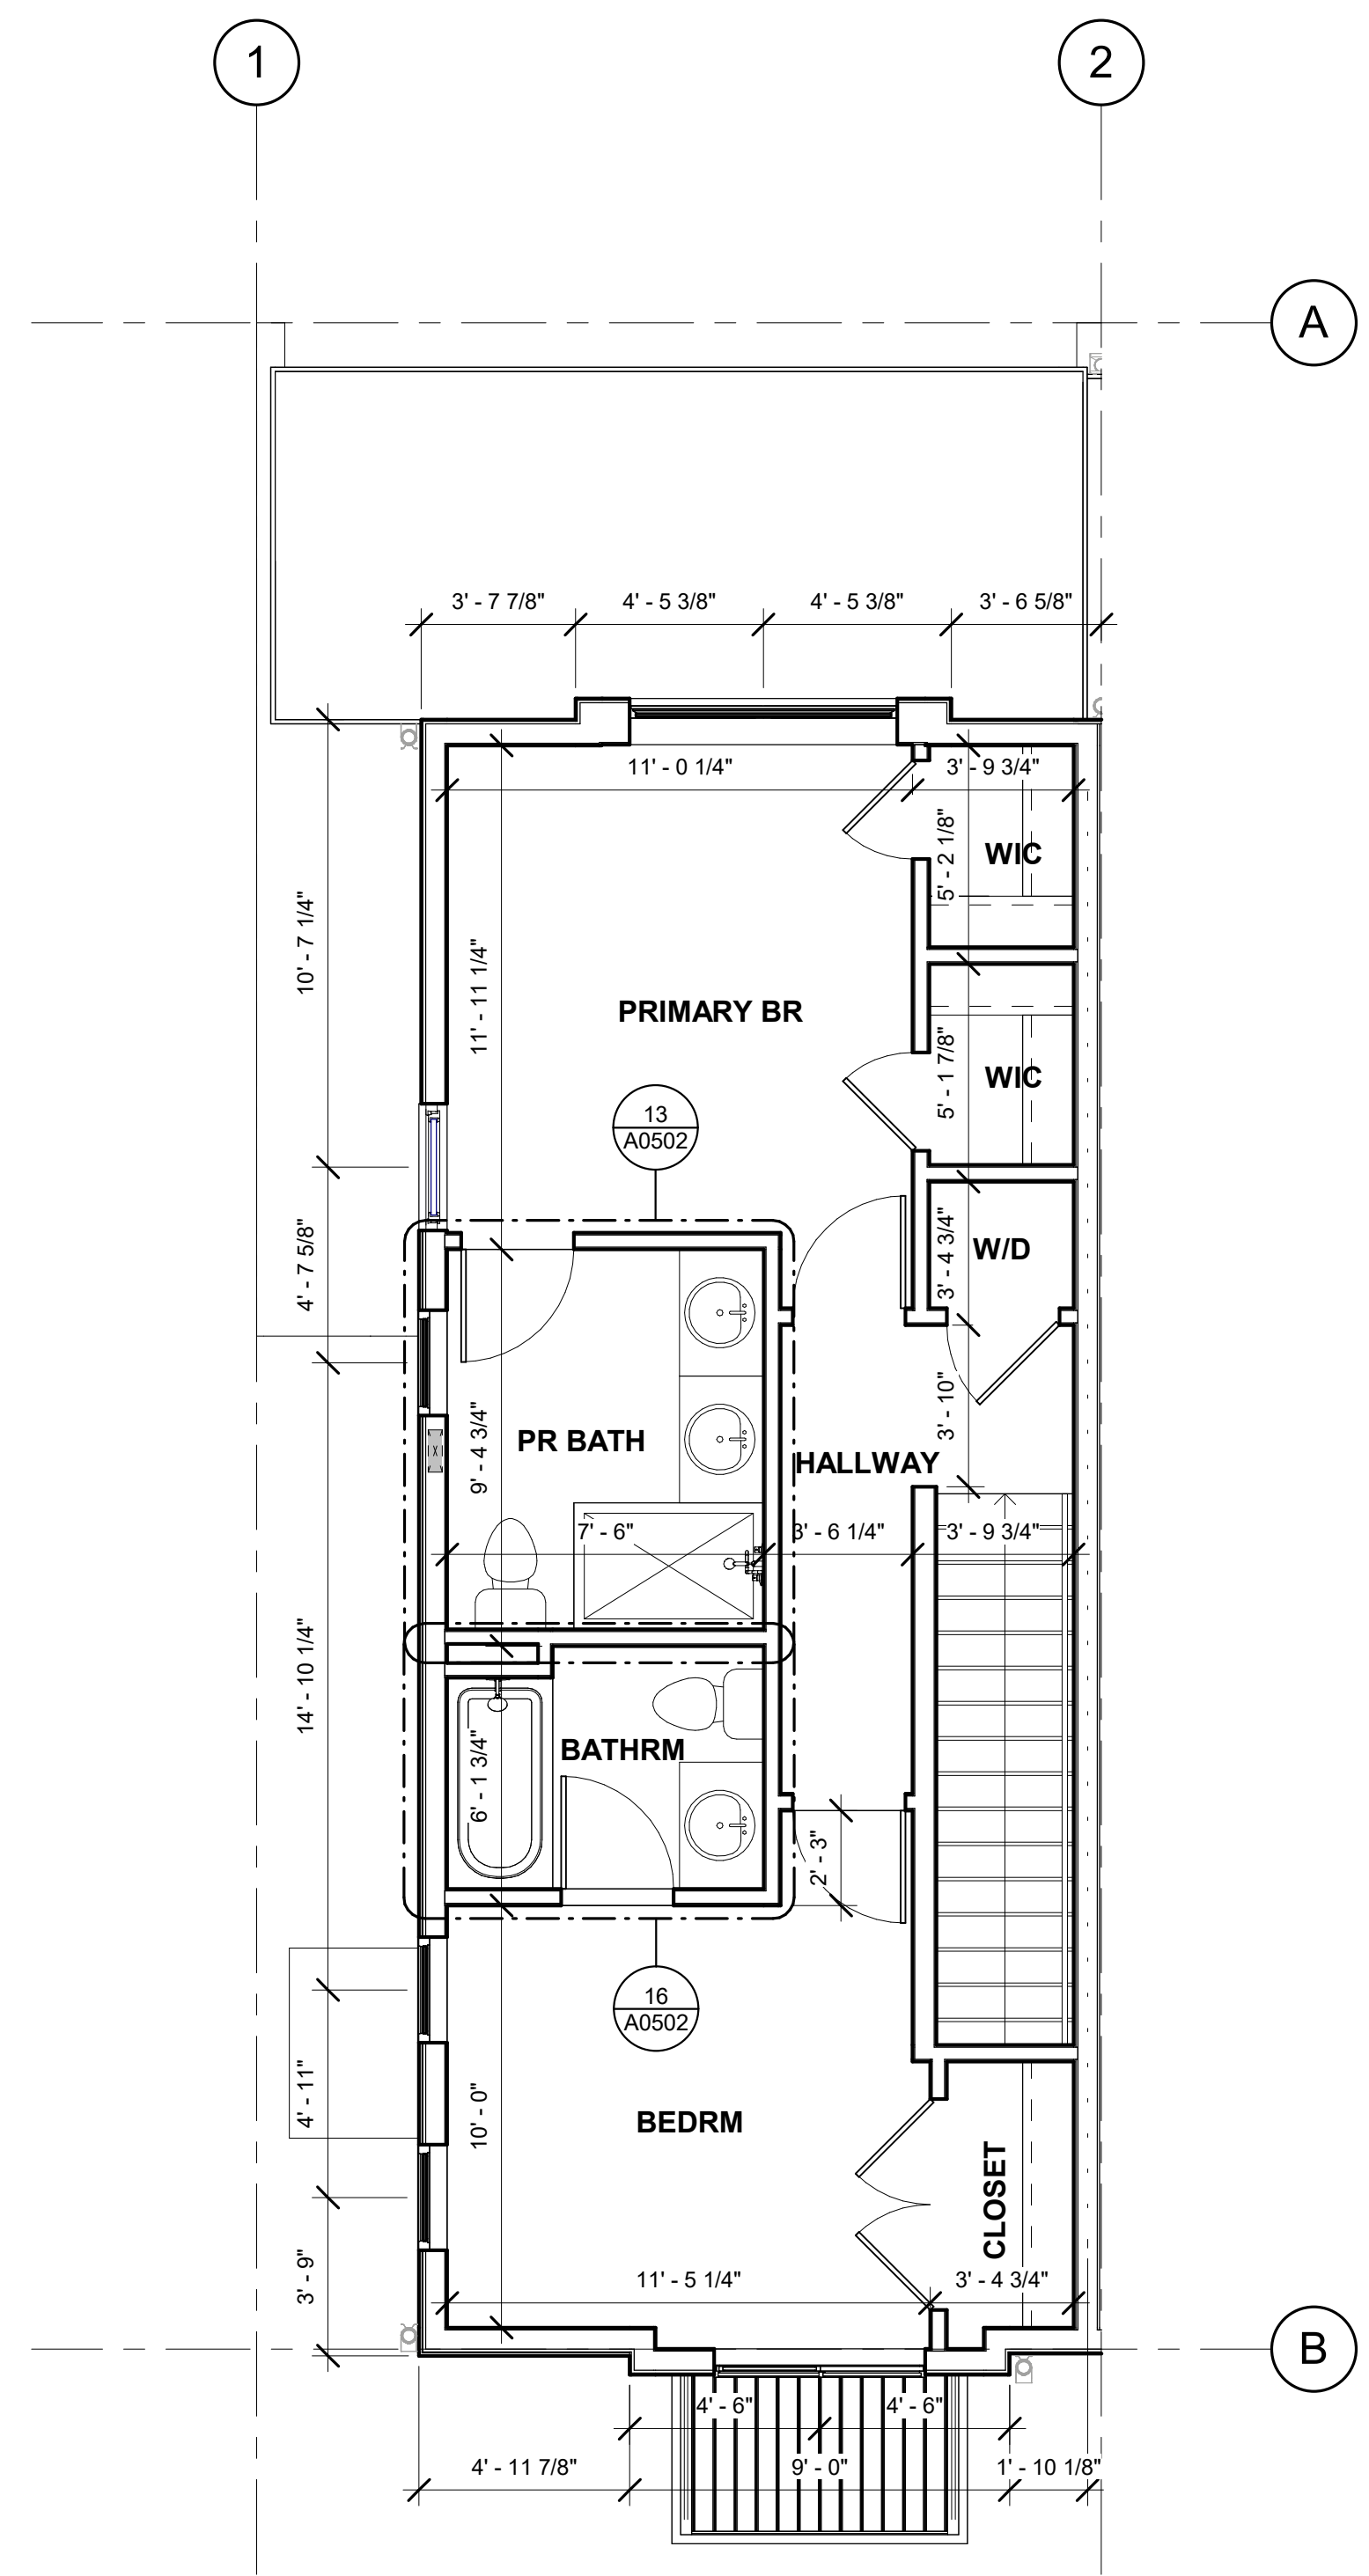 1
2
A
3' - 7 7/8"
4' - 5 3/8"
4' - 5 3/8"
3' - 6 5/8"
11' - 0 1/4"
3' - 9 3/4"
5' - 2 1/8"
WIC
10' - 7 1/4"
11' - 11 1/4"
PRIMARY BR
5' - 1 7/8"
WIC
13
A0502
4' - 7 5/8"
3' - 4 3/4"
W/D
3' - 10"
9' - 4 3/4"
PR BATH
HALLWAY
7' - 6"
3' - 6 1/4"
3' - 9 3/4"
14' - 10 1/4"
6' - 1 3/4"
BATHRM
2' - 3"
16
A0502
4' - 11"
10' - 0"
BEDRM
CLOSET
3' - 9"
11' - 5 1/4"
3' - 4 3/4"
B
4' - 6"
4' - 6"
4' - 11 7/8"
9' - 0"
1' - 10 1/8"